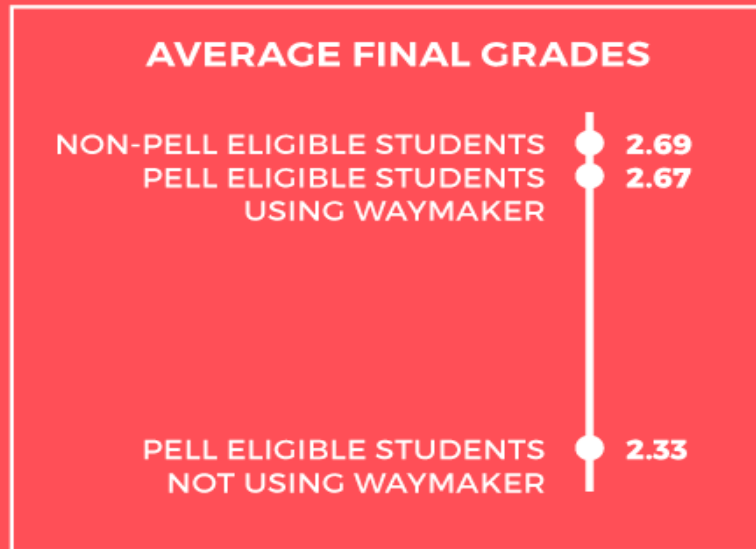 AVERAGE FINAL GRADES
NON-PELL ELIGIBLE STUDENTS 2.69
PELL ELIGIBLE STUDENTS 2.67
USING WAYMAKER
PELL ELIGIBLE STUDENTS 2.33
NOT USING WAYMAKER